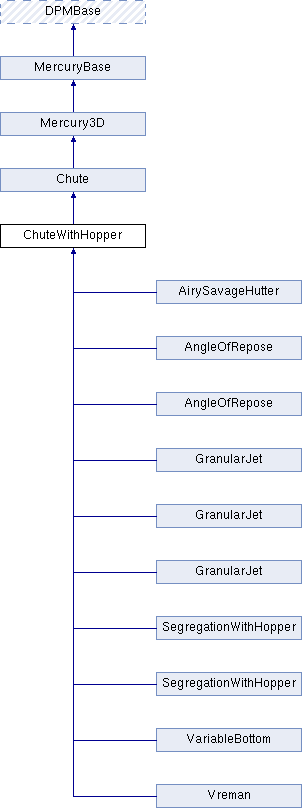 DPMBase
MercuryBase
Mercury3D
Chute
ChuteWithHopper
AirySavageHutter
AngleOfRepose
AngleOfRepose
GranularJet
GranularJet
GranularJet
SegregationWithHopper
SegregationWithHopper
VariableBottom
Vreman